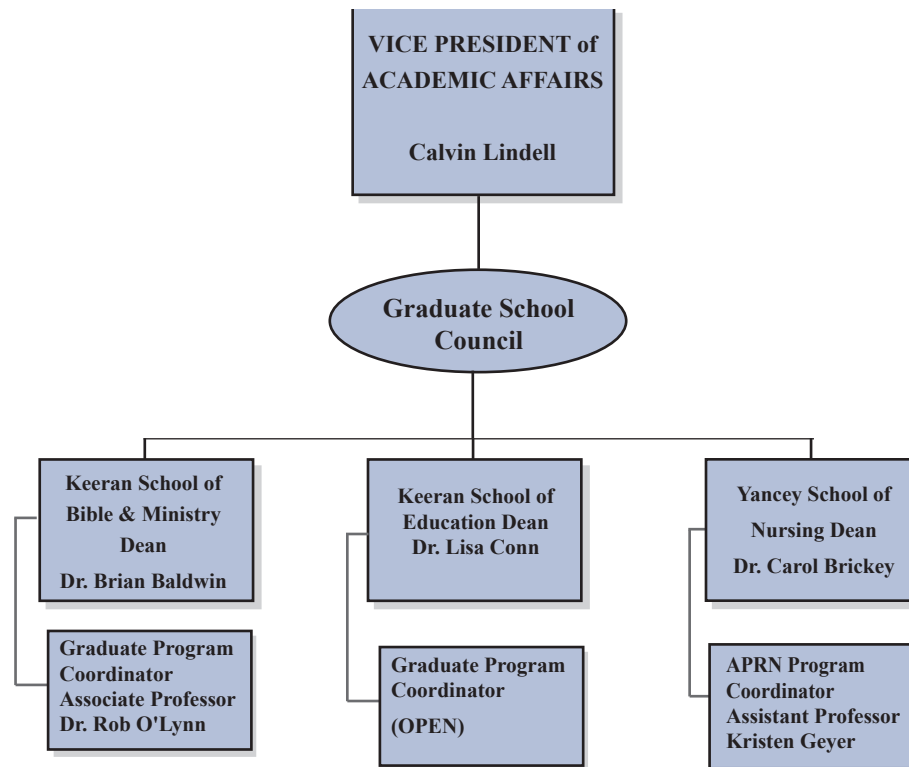 VICE PRESIDENT of
ACADEMIC AFFAIRS
Calvin Lindell
Graduate School
Council
Keeran School of
Bible & Ministry
Dean
Dr. Brian Baldwin
Keeran School of
Education Dean
Dr. Lisa Conn
Yancey School of
Nursing Dean
Dr. Carol Brickey
Graduate Program
Coordinator
Associate Professor
Dr. Rob O'Lynn
Graduate Program
Coordinator
(OPEN)
APRN Program
Coordinator
Assistant Professor
Kristen Geyer